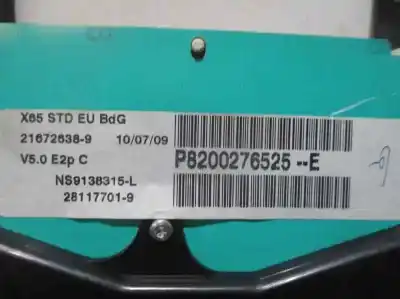 X65 STD EU BdG
21672638-9 10/07/09
V5.0 E2p C
P8200276525--E
NS9138315-L
28117701-9